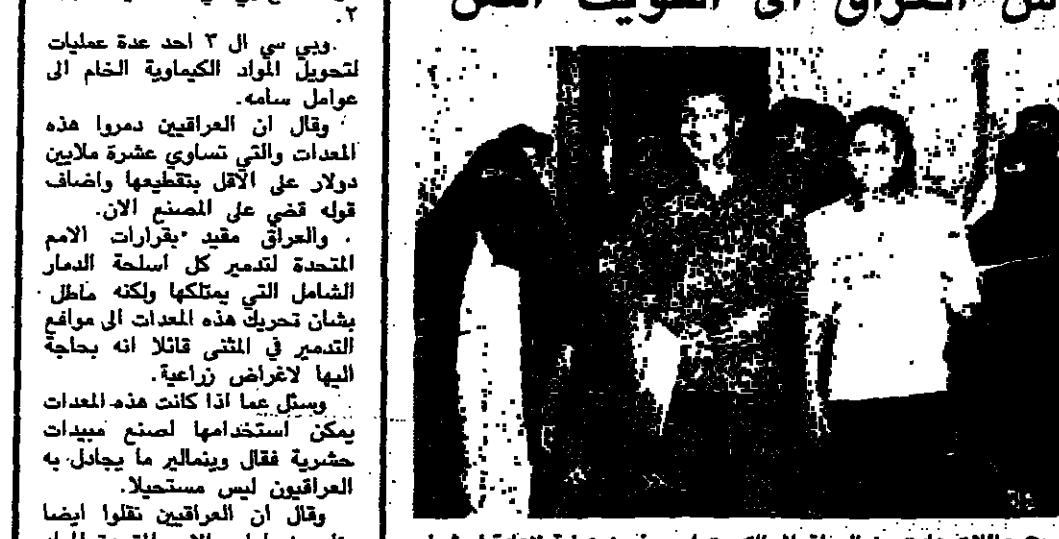 من العراق الى الكويت
٢.
وبي سي ال ٣ احد عدة عمليات
لتحويل المواد الكيماوية الخام الى
عوامل سامه.
وقال ان العراقيين دمروا هذه
المعدات والتي تساوي عشرة ملايين
دولار على الاقل بتقطيعها واضاف
قوله قضي على المصنع الان.
والعراق مقيد بقرارات الامم
المتحدة لتدمير كل اسلحة الدمار
الشامل التي يمتلكها ولكنه ماطل
بشان تحريك هذه المعدات الى مواقع
التدمير في المثنى قائلا انه بحاجة
اليها لاغراض زراعية.
وسئل عما اذا كانت هذه المعدات
يمكن استخدامها لصنع مبيدات
حشرية فقال وينمالير ما يجادل به
العراقيون ليس مستحيلا.
وقال ان العراقيين نقلوا ايضا